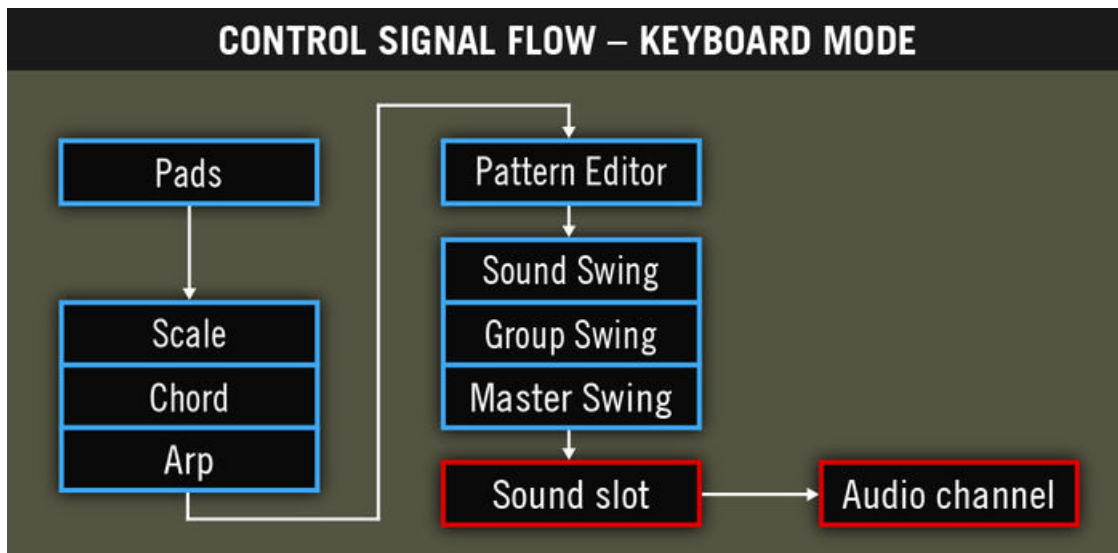 CONTROL SIGNAL FLOW – KEYBOARD MODE
Pads
Scale
Chord
Arp
Pattern Editor
Sound Swing
Group Swing
Master Swing
Sound slot
Audio channel